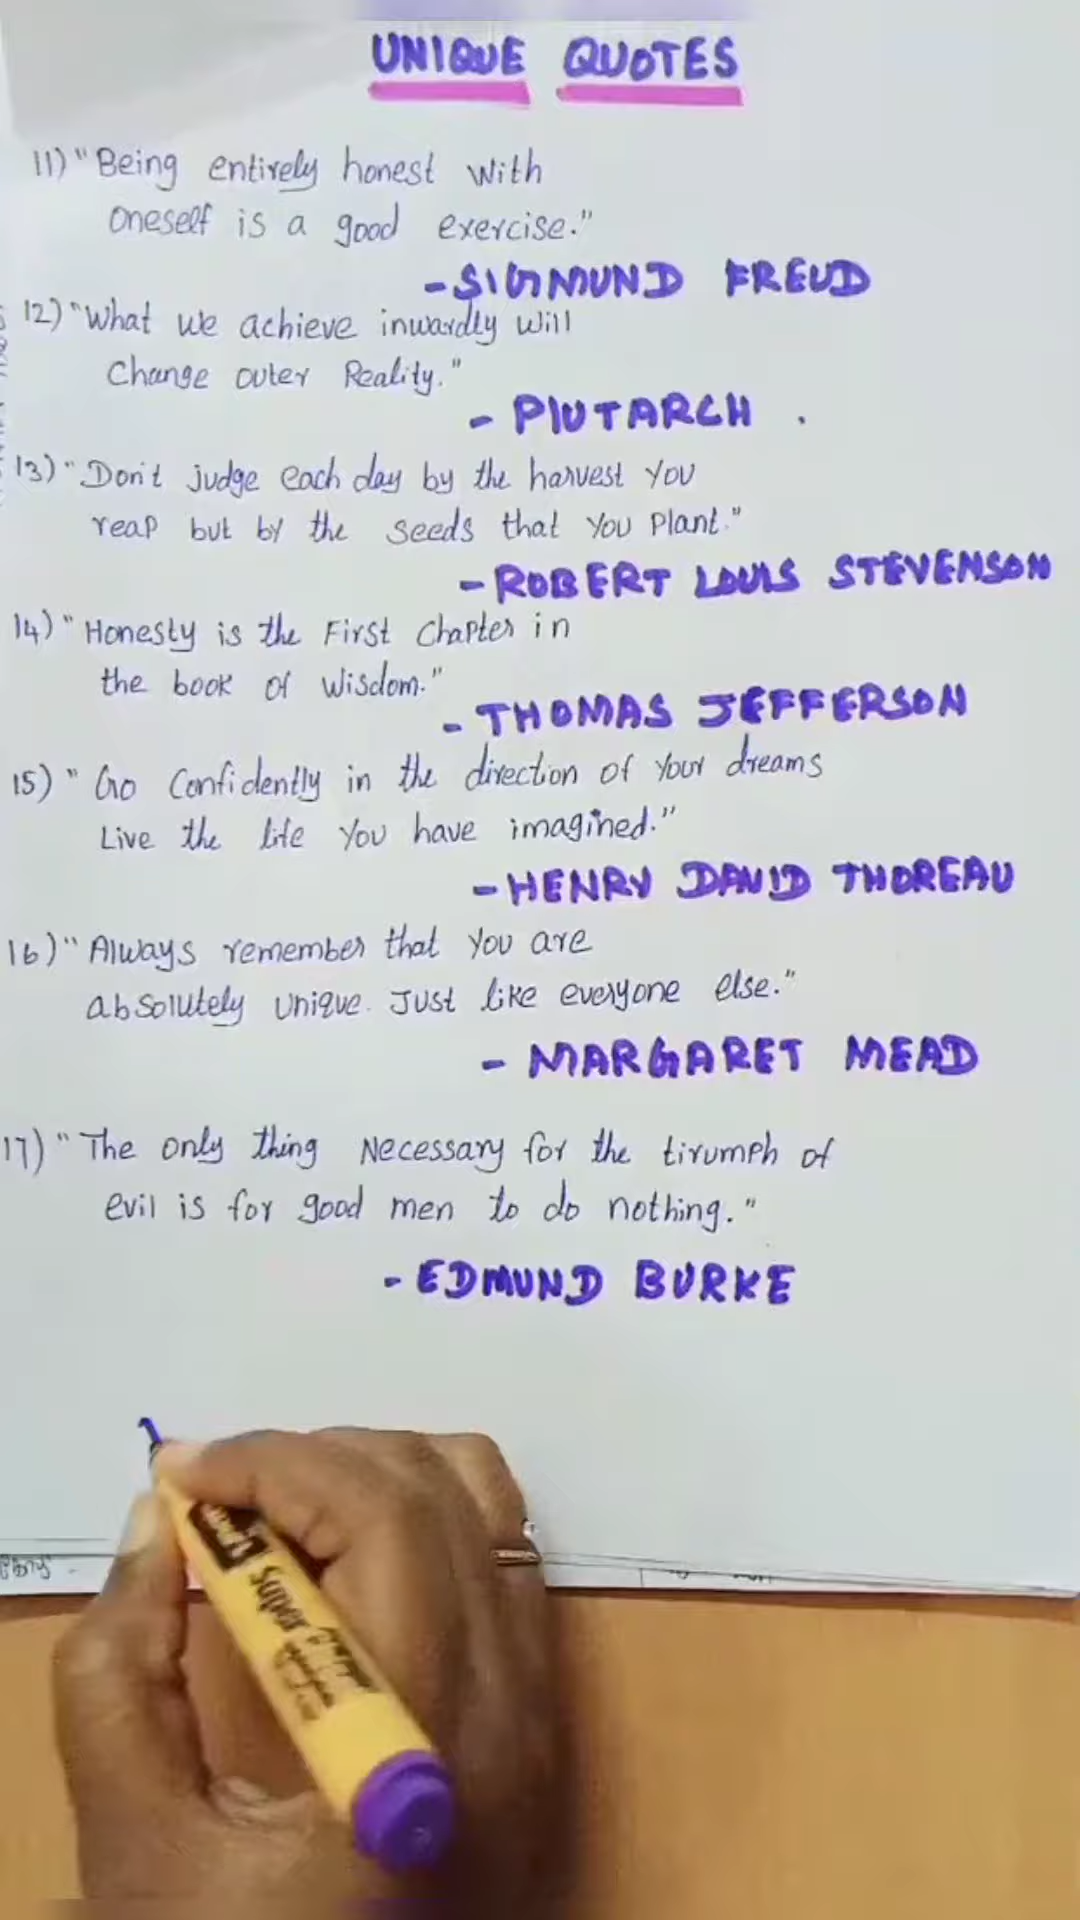 UNIQUE QUOTES
11) "Being entirely honest with
oneself is a good exercise."
- SIGMUND FREUD
12) "What we achieve inwardly will
Change outer Reality."
- PIUTARCH .
13) "Don't judge each day by the harvest you
reap but by the seeds that you plant."
- ROBERT LOUIS STEVENSON
14) "Honesty is the First chapter in
the book of wisdom."
- THOMAS JEFFERSON
15) "Go Confidently in the direction of your dreams
Live the life you have imagined."
- HENRY DAVID THOREAU
16) "Always remember that you are
absolutely unique. Just like everyone else."
- MARGARET MEAD
17) "The only thing Necessary for the tirumph of
evil is for good men to do nothing."
- EDMUND BURKE
Super